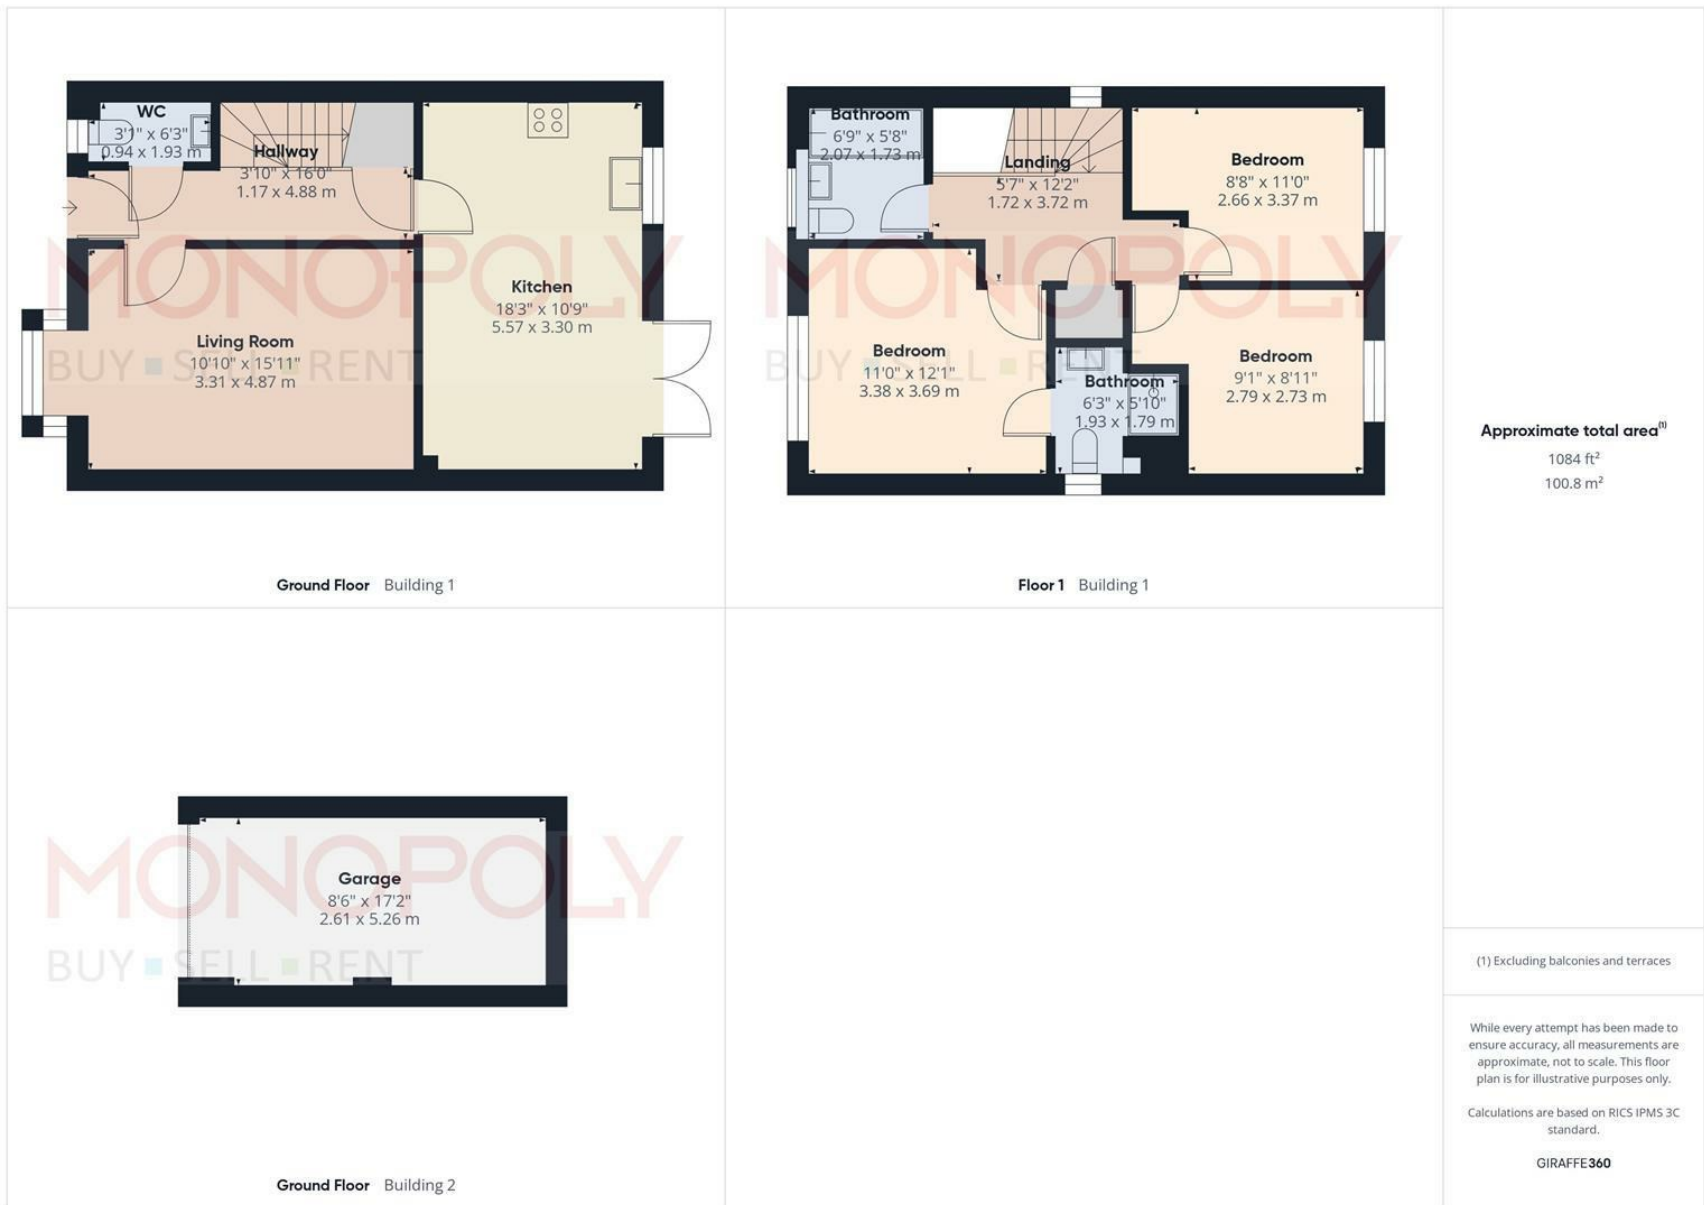 WC
3'1" x 6'3"
0.94 x 1.93 m
Hallway
3'10" x 16'0"
1.17 x 4.88 m
Kitchen
18'3" x 10'9"
5.57 x 3.30 m
Living Room
10'10" x 15'11"
3.31 x 4.87 m
MONOPOLY
BUY SELL RENT
Ground Floor Building 1
Bathroom
6'9" x 5'8"
2.07 x 1.73 m
Landing
5'7" x 12'2"
1.72 x 3.72 m
Bedroom
8'8" x 11'0"
2.66 x 3.37 m
Bedroom
11'0" x 12'1"
3.38 x 3.69 m
Bathroom
6'3" x 5'10"
1.93 x 1.79 m
Bedroom
9'1" x 8'11"
2.79 x 2.73 m
MONOPOLY
BUY SELL RENT
Floor 1 Building 1
Garage
8'6" x 17'2"
2.61 x 5.26 m
MONOPOLY
BUY SELL RENT
Ground Floor Building 2
Approximate total area(1)
1084 ft²
100.8 m²
(1) Excluding balconies and terraces
While every attempt has been made to
ensure accuracy, all measurements are
approximate, not to scale. This floor
plan is for illustrative purposes only.
Calculations are based on RICS IPMS 3C
standard.
GIRAFFE360